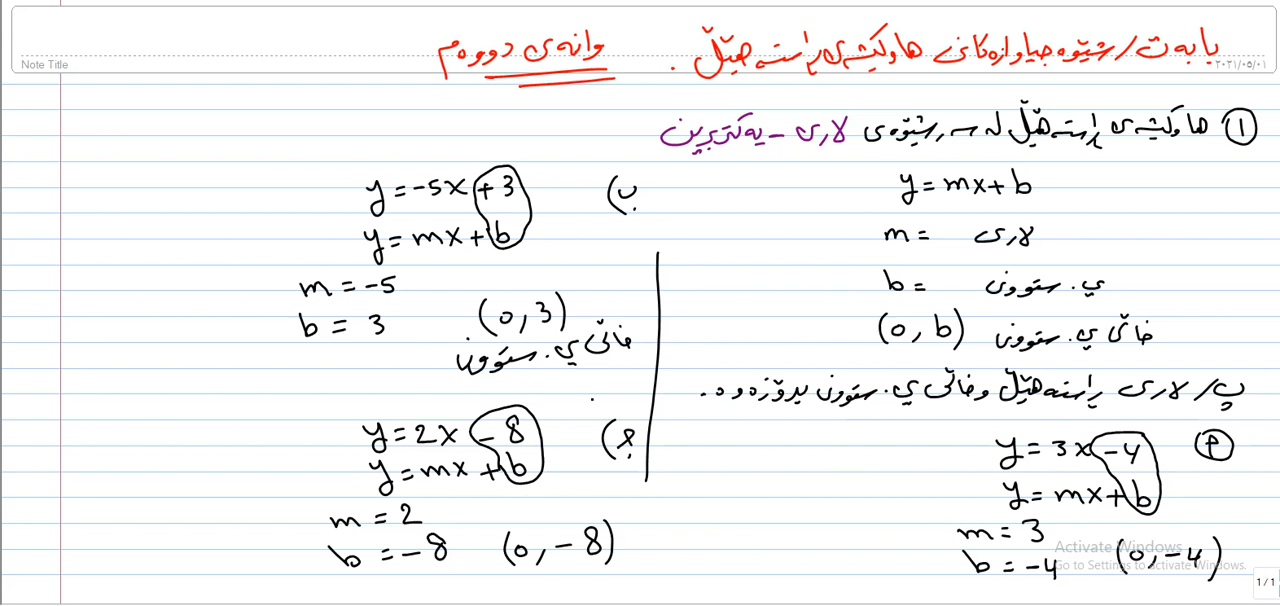 بابەت/ شێوە جیاوازەکانی هاوکێشەی ڕاستەهێڵ. وانەی دووەم
Note Title
٢٠٢١/٠٥/٠١
① هاوکێشەی ڕاستەهێڵ لەسەر شێوەی لاری - یەکتربڕین
y = mx + b
m = لاری
b = ی. ستوونی
(0, b) خاڵی ی. ستوونی
پ/ لاری ڕاستەهێڵ و خاڵی ی. ستوونی بدۆزەوە.
y = 3x - 4
y = mx + b
m = 3
b = -4 (0, -4)
ب)
y = -5x + 3
y = mx + b
m = -5
b = 3 (0, 3)
خاڵی ی. ستوونی
ج)
y = 2x - 8
y = mx + b
m = 2
b = -8 (0, -8)
Activate Windows
Go to Settings to activate Windows.
1/1